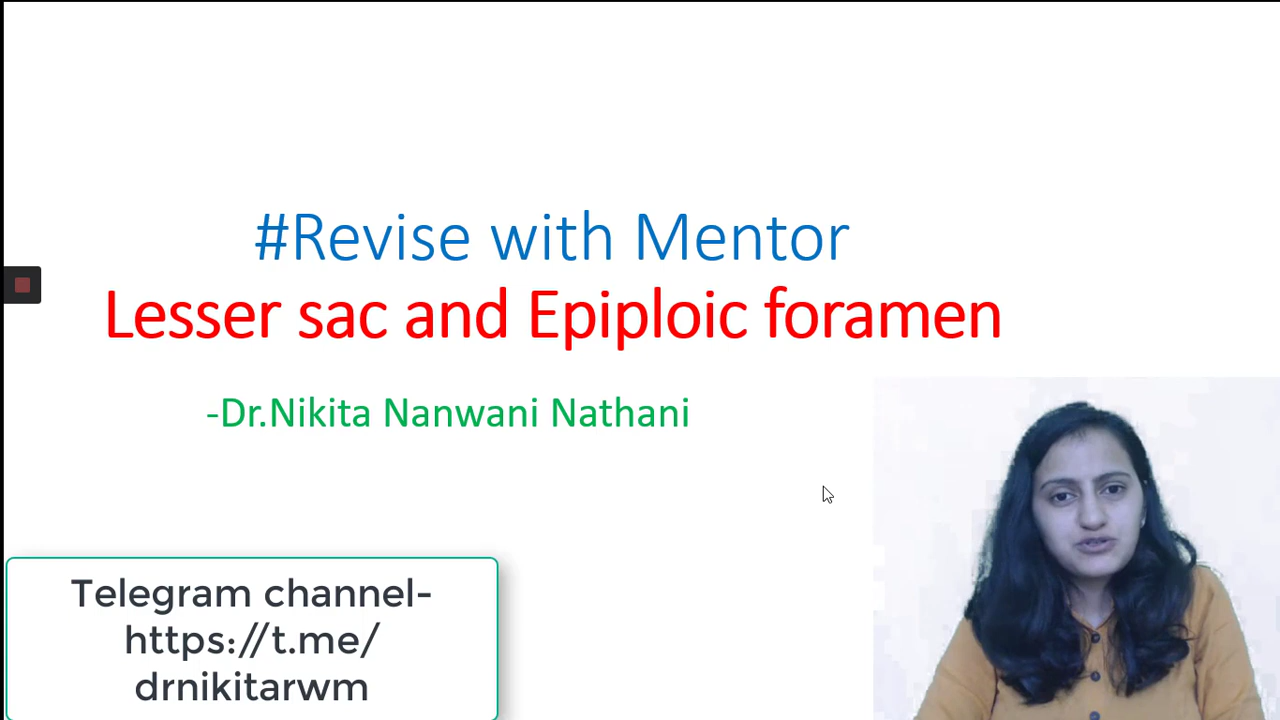 #Revise with Mentor
Lesser sac and Epiploic foramen
-Dr.Nikita Nanwani Nathani
Telegram channel-
https://t.me/
drnikitarwm